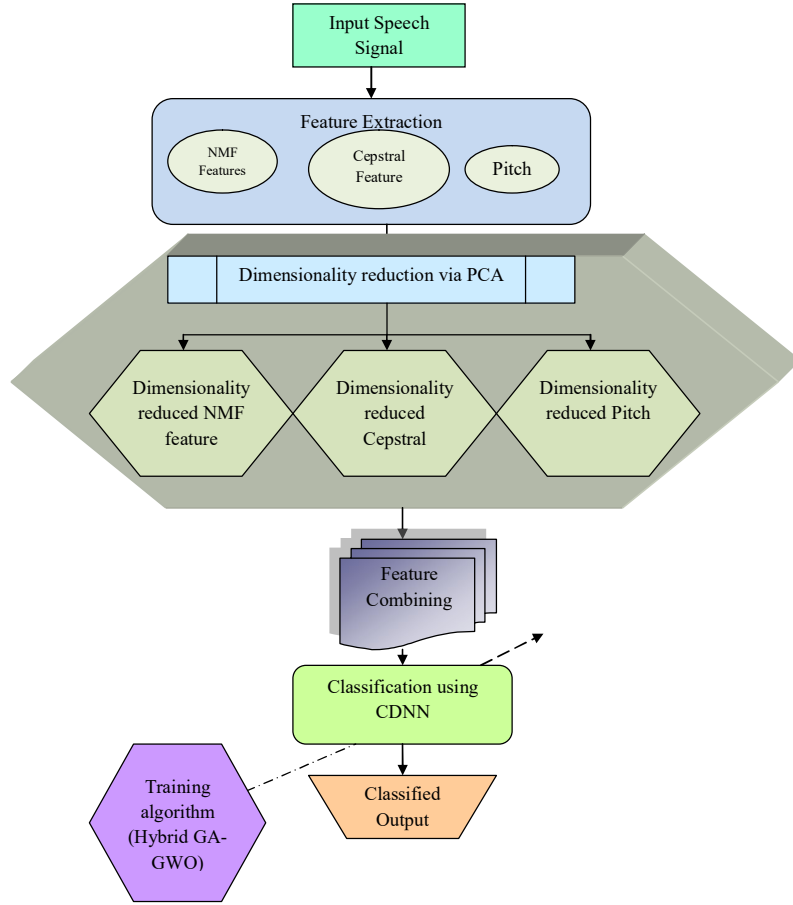 Input Speech
Signal
Feature Extraction
NMF
Features
Cepstral
Feature
Pitch
Dimensionality reduction via PCA
Dimensionality
reduced NMF
feature
Dimensionality
reduced
Cepstral
Dimensionality
reduced Pitch
Feature
Combining
Classification using
CDNN
Training
algorithm
(Hybrid GA-
GWO)
Classified
Output